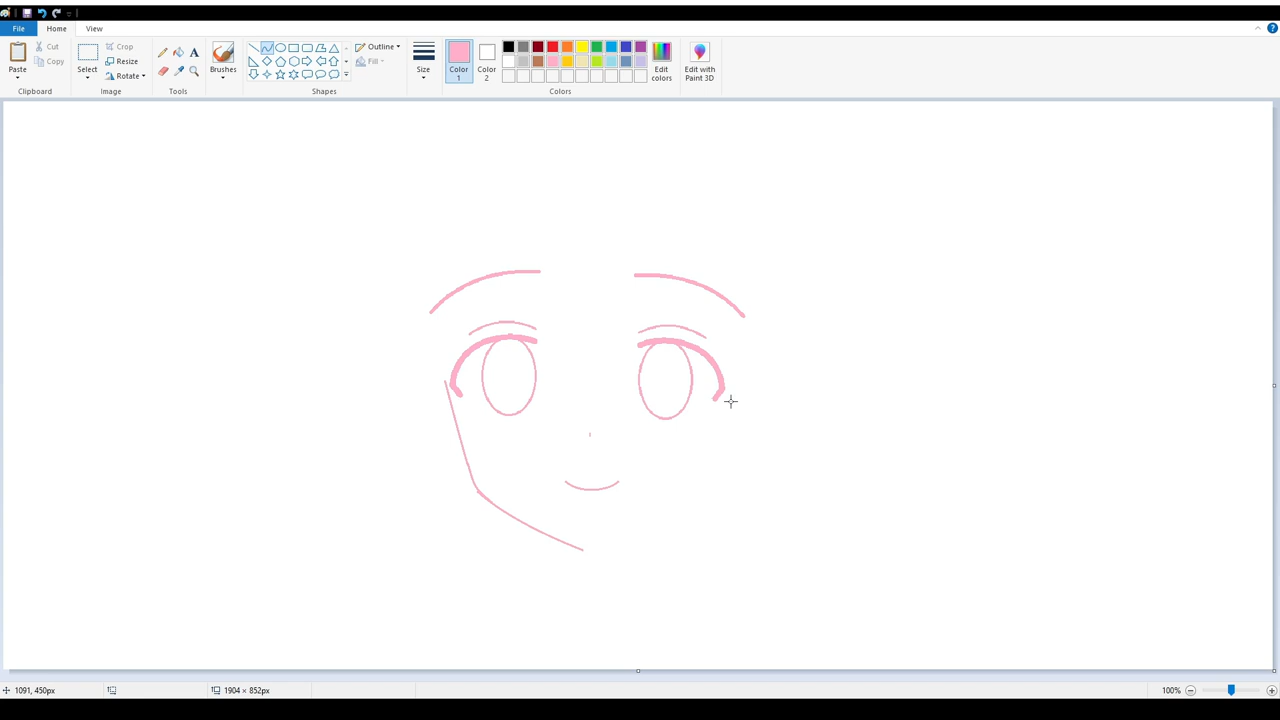 File Home View
Cut
Copy
Paste
Clipboard
Crop
Resize
Rotate
Select
Image
A
Tools
Brushes
Outline
Fill
Shapes
Size
Color
1
Color
2
Edit
colors
Colors
Edit with
Paint 3D
1091, 450px
1904 × 852px
100%